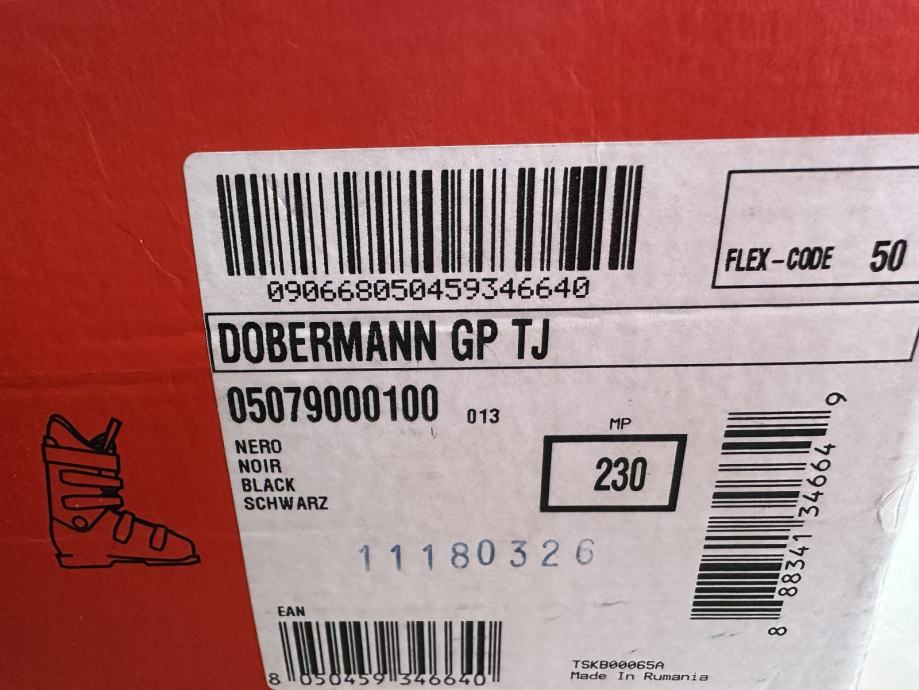 090668050459346640
FLEX-CODE 50
DOBERMANN GP TJ
05079000100 013
NERO
NOIR
BLACK
SCHWARZ
MP
230
11180326
8 88341 34664 9
EAN
8 050459 346640
TSKB00065A
Made In Rumania